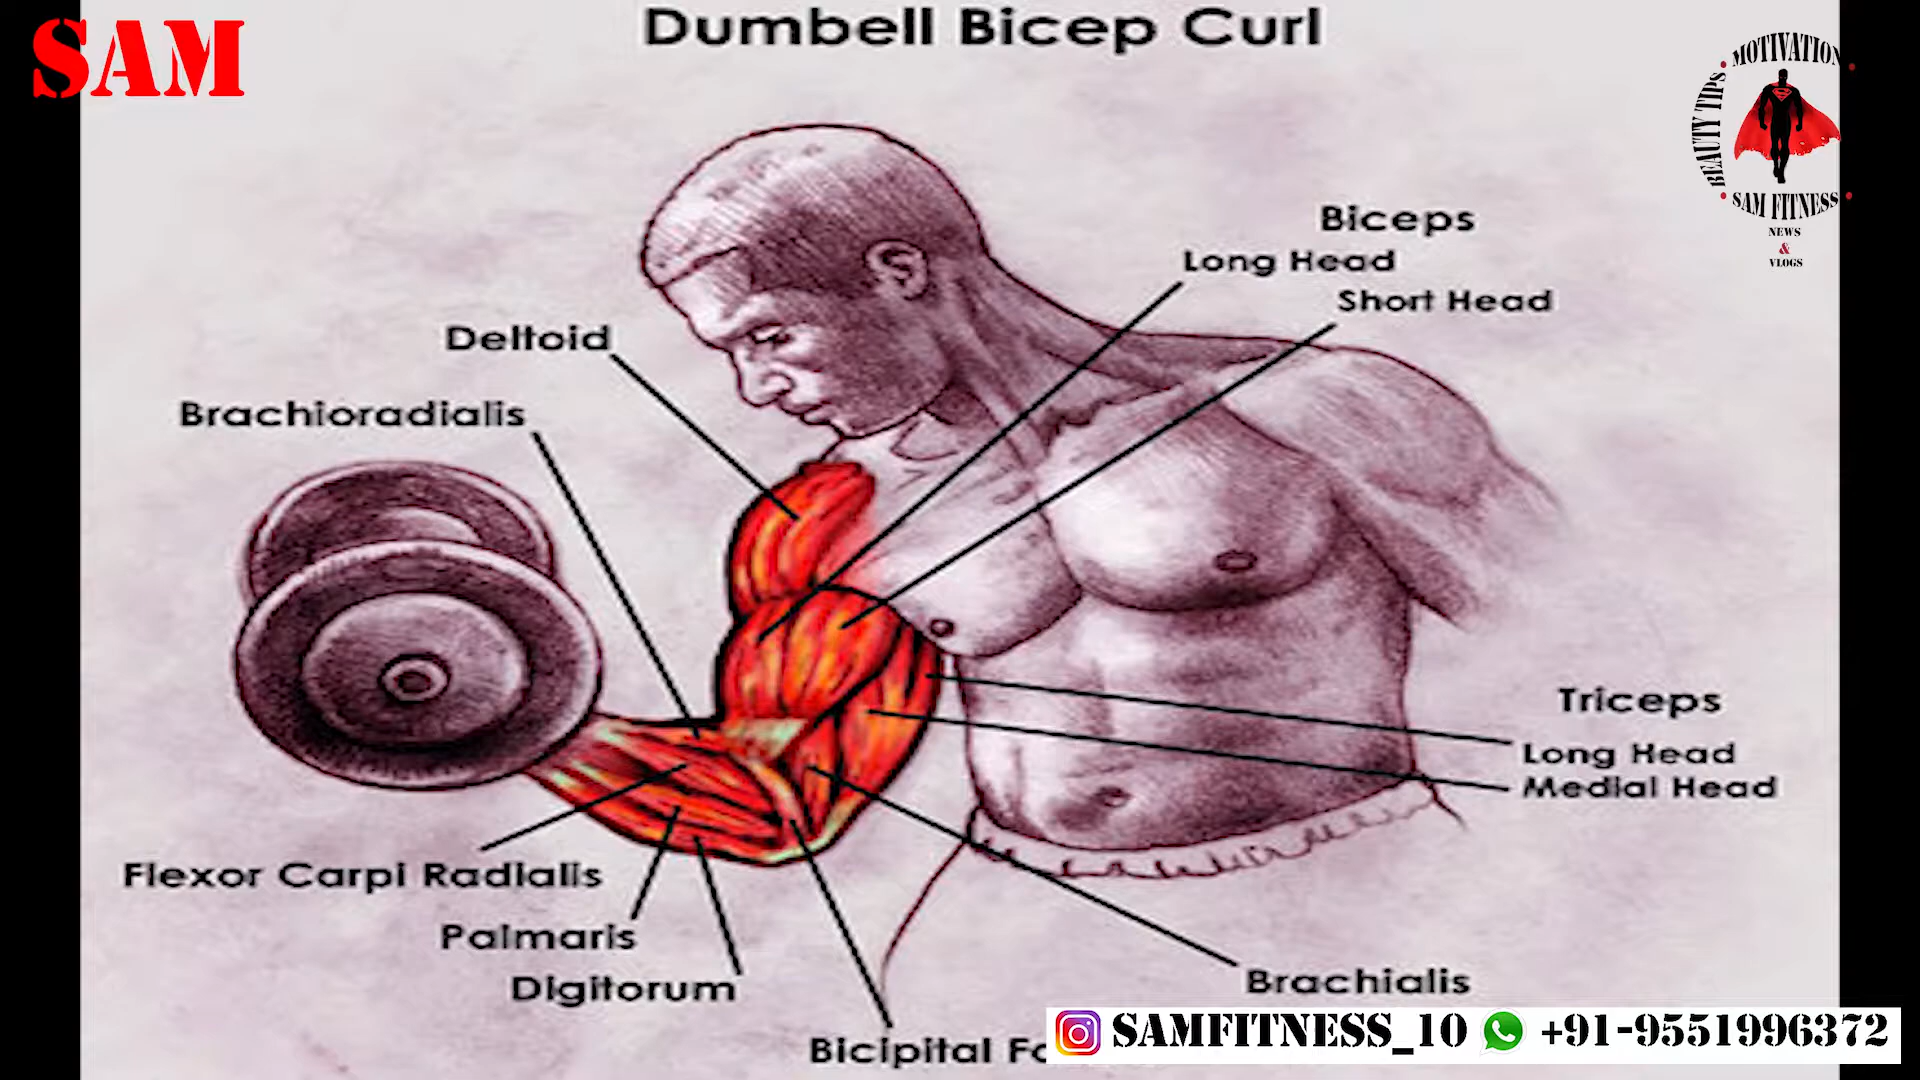 SAM
Dumbell Bicep Curl
MOTIVATION
BEAUTY TIPS
SAM FITNESS
NEWS
&
VLOGS
Biceps
Long Head
Short Head
Deltoid
Brachioradialis
Triceps
Long Head
Medial Head
Flexor Carpi Radialis
Palmaris
Digitorum
Brachialis
Bicipital
SAMFITNESS_10 +91-9551996372